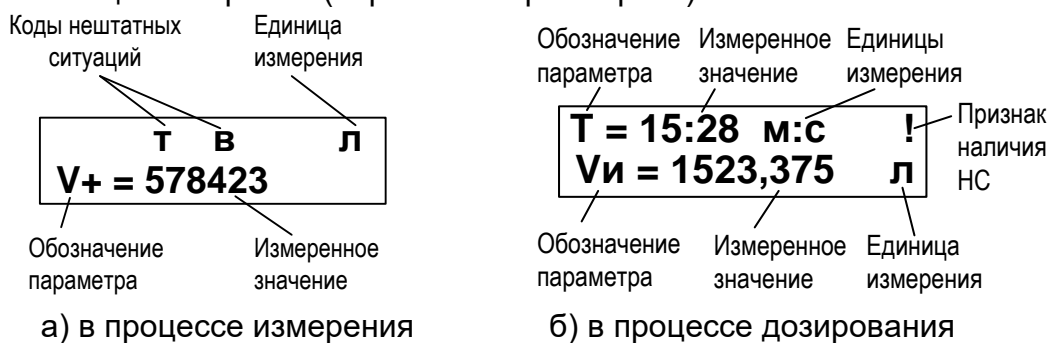 Коды нештатных
ситуаций
Единица
измерения
т в л
V+ = 578423
Обозначение
параметра
Измеренное
значение
а) в процессе измерения
Обозначение
параметра
Измеренное
значение
Единицы
измерения
T = 15:28 м:с !
Vи = 1523,375 л
Признак
наличия
НС
Обозначение
параметра
Измеренное
значение
Единица
измерения
б) в процессе дозирования